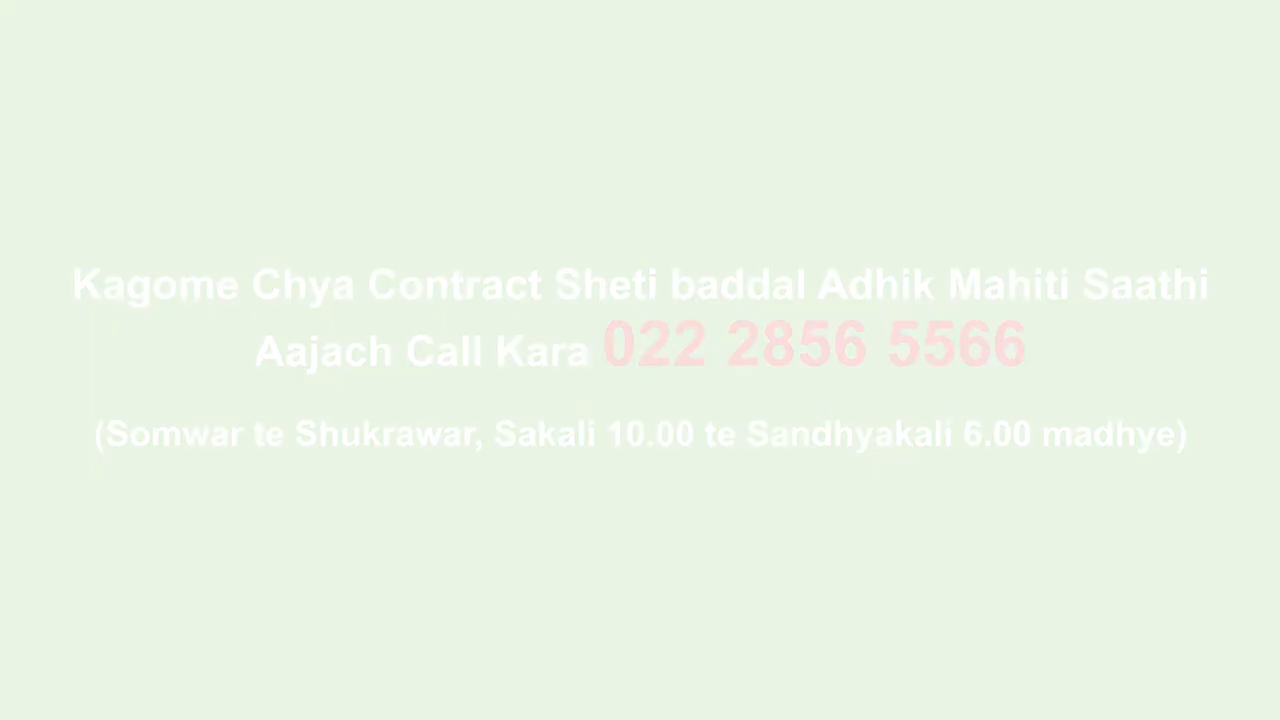 Kagome Chya Contract Sheti baddal Adhik Mahiti Saathi
Aajach Call Kara 022 2856 5566
(Somwar te Shukrawar, Sakali 10.00 te Sandhyakali 6.00 madhye)